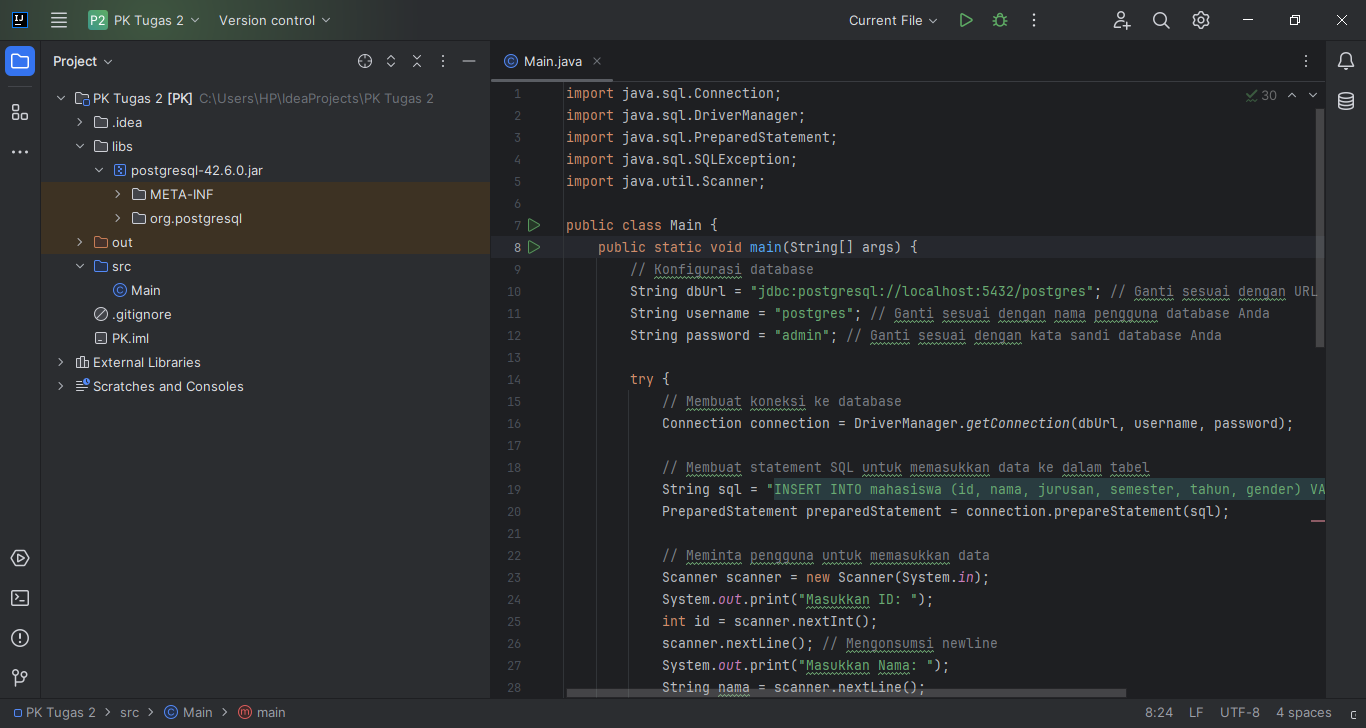 P2 PK Tugas 2 Version control Current File
Project
Main.java
PK Tugas 2 [PK] C:\Users\HP\IdeaProjects\PK Tugas 2
.idea
libs
postgresql-42.6.0.jar
META-INF
org.postgresql
out
src
Main
.gitignore
PK.iml
External Libraries
Scratches and Consoles
30
1 import java.sql.Connection;
2 import java.sql.DriverManager;
3 import java.sql.PreparedStatement;
4 import java.sql.SQLException;
5 import java.util.Scanner;
6
7 public class Main {
8 public static void main(String[] args) {
9 // Konfigurasi database
10 String dbUrl = "jdbc:postgresql://localhost:5432/postgres"; // Ganti sesuai dengan URL
11 String username = "postgres"; // Ganti sesuai dengan nama pengguna database Anda
12 String password = "admin"; // Ganti sesuai dengan kata sandi database Anda
13
14 try {
15 // Membuat koneksi ke database
16 Connection connection = DriverManager.getConnection(dbUrl, username, password);
17
18 // Membuat statement SQL untuk memasukkan data ke dalam tabel
19 String sql = "INSERT INTO mahasiswa (id, nama, jurusan, semester, tahun, gender) VA
20 PreparedStatement preparedStatement = connection.prepareStatement(sql);
21
22 // Meminta pengguna untuk memasukkan data
23 Scanner scanner = new Scanner(System.in);
24 System.out.print("Masukkan ID: ");
25 int id = scanner.nextInt();
26 scanner.nextLine(); // Mengonsumsi newline
27 System.out.print("Masukkan Nama: ");
28 String nama = scanner.nextLine();
PK Tugas 2 > src > Main > main 8:24 LF UTF-8 4 spaces